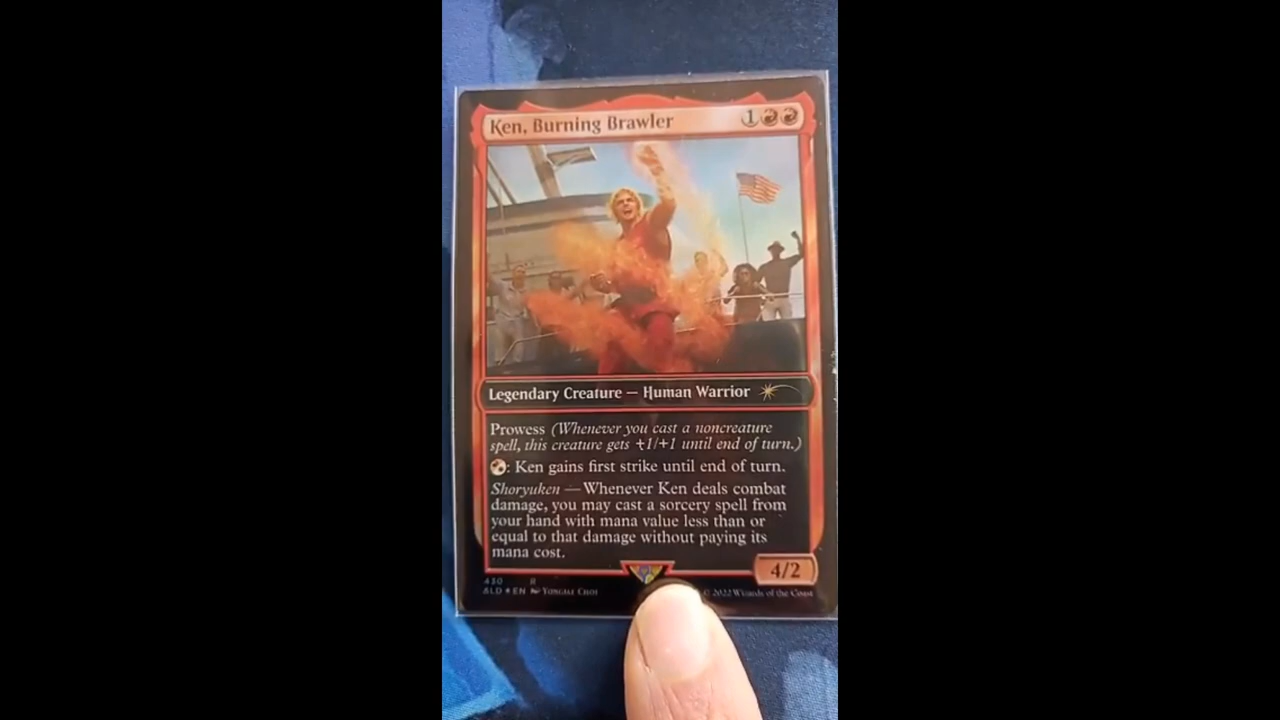 Ken, Burning Brawler 1
Legendary Creature — Human Warrior
Prowess (Whenever you cast a noncreature
spell, this creature gets +1/+1 until end of turn.)
: Ken gains first strike until end of turn.
Shoryuken — Whenever Ken deals combat
damage, you may cast a sorcery spell from
your hand with mana value less than or
equal to that damage without paying its
mana cost.
4/2
430 R
EN Yongjae Choi © 2022 Wizards of the Coast